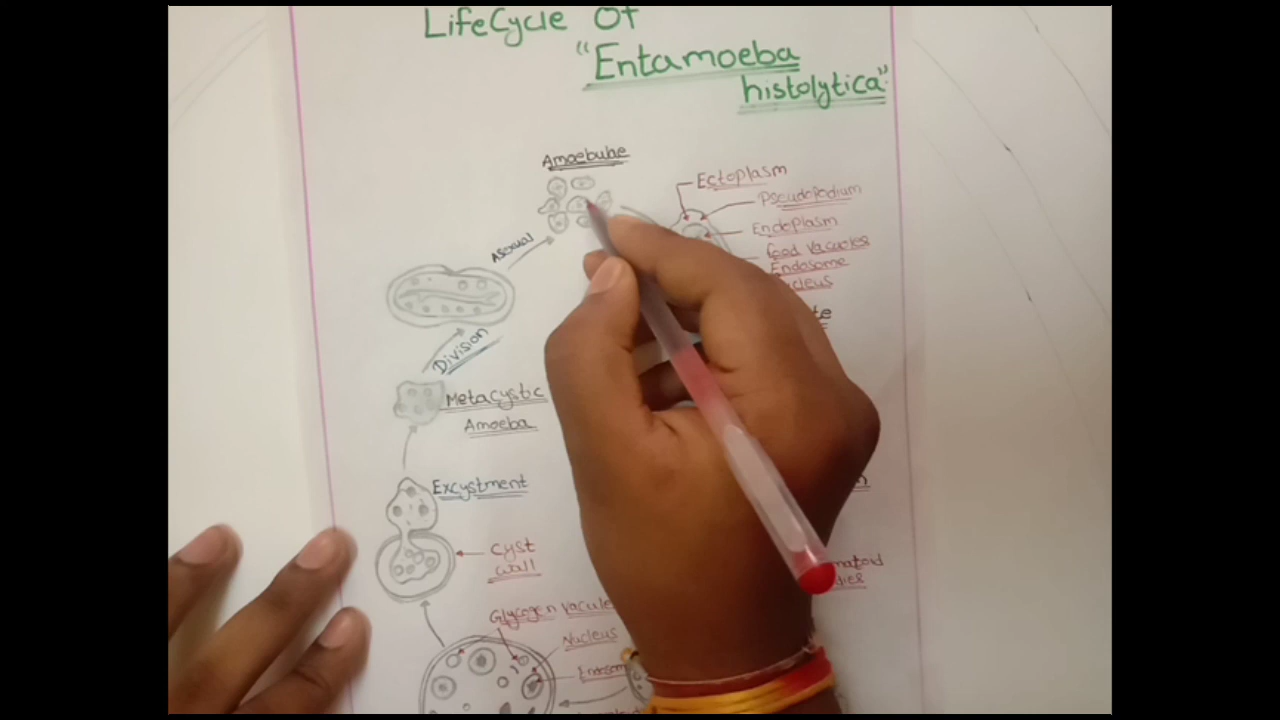 LifeCycle Of
"Entamoeba
histolytica"
Amoebulae
Ectoplasm
Pseudopodium
Endoplasm
food Vacuoles
Endosome
Asexual
Division
Metacystic
Amoeba
Excystment
Cyst
wall
Glycogen Vacuole
Nucleus